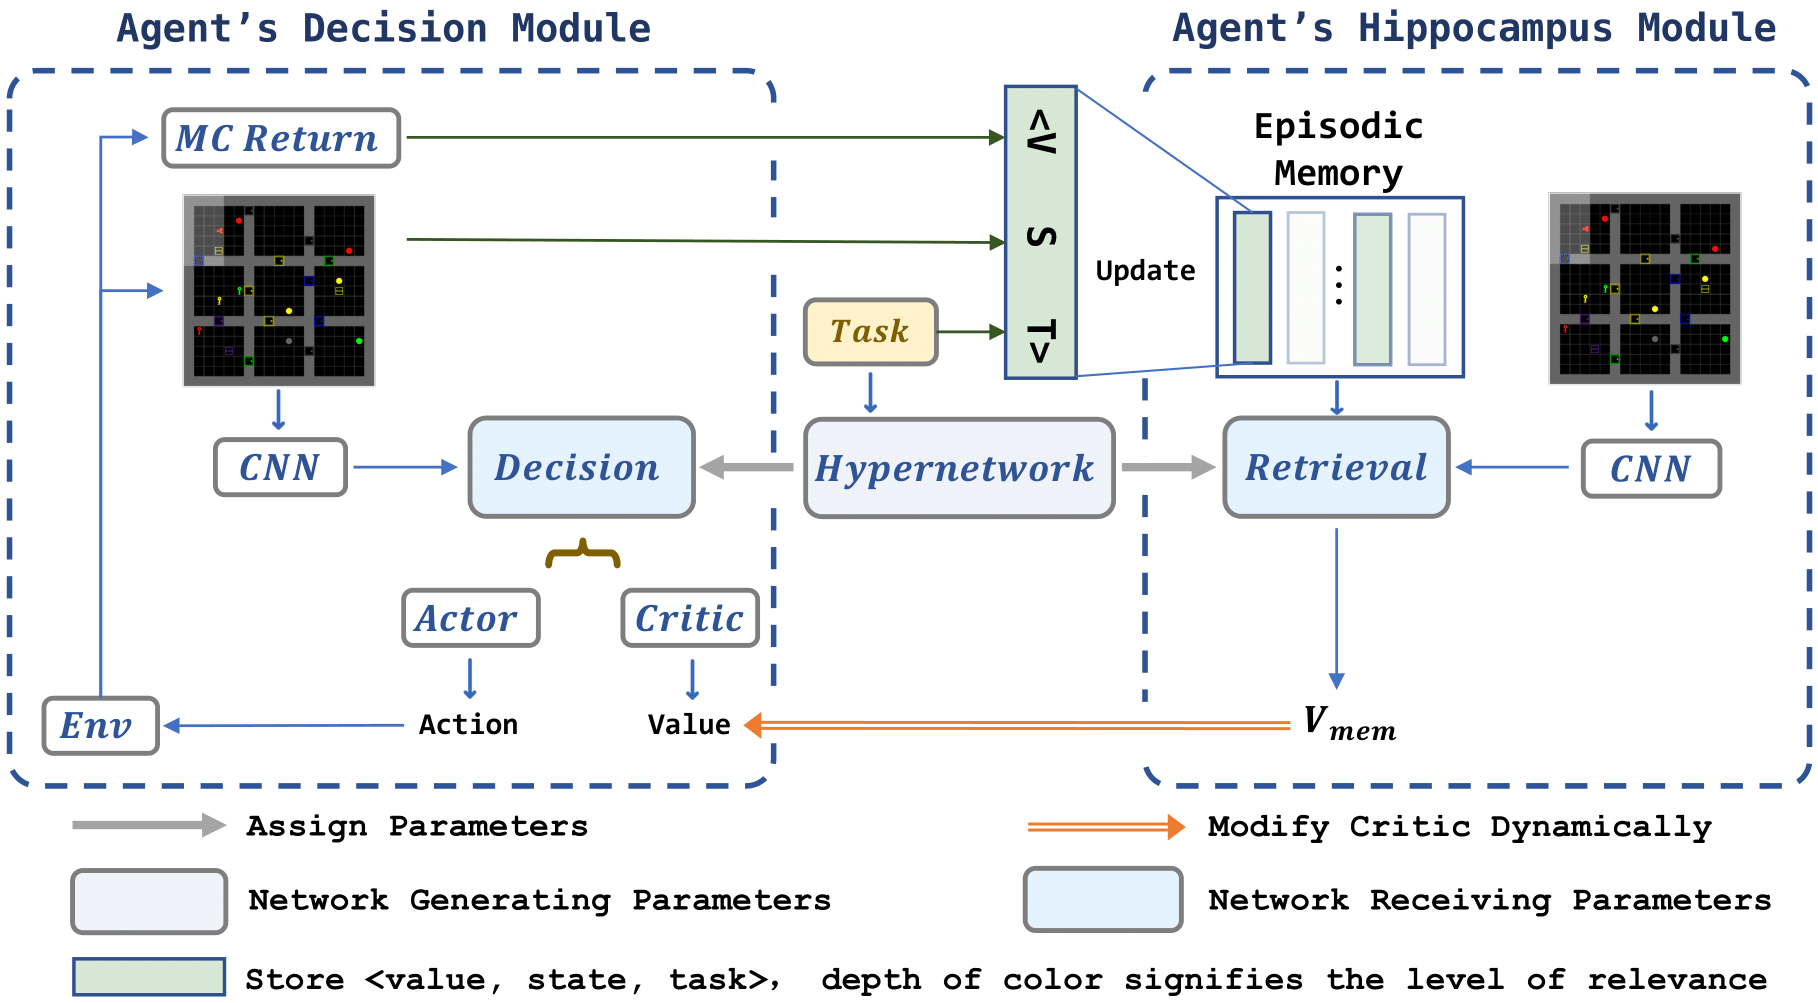 Agent's Decision Module
Agent's Hippocampus Module
MC Return
<V
S
T>
Episodic
Memory
Update
Task
CNN
Decision
Hypernetwork
Retrieval
CNN
Actor
Critic
Env
Action
Value
V_mem
Assign Parameters
Modify Critic Dynamically
Network Generating Parameters
Network Receiving Parameters
Store <value, state, task>, depth of color signifies the level of relevance